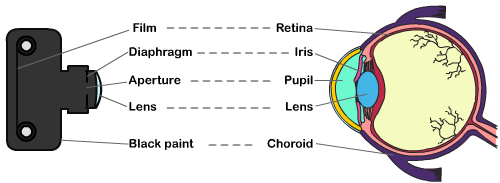 Film Retina
Diaphragm Iris
Aperture Pupil
Lens Lens
Black paint Choroid